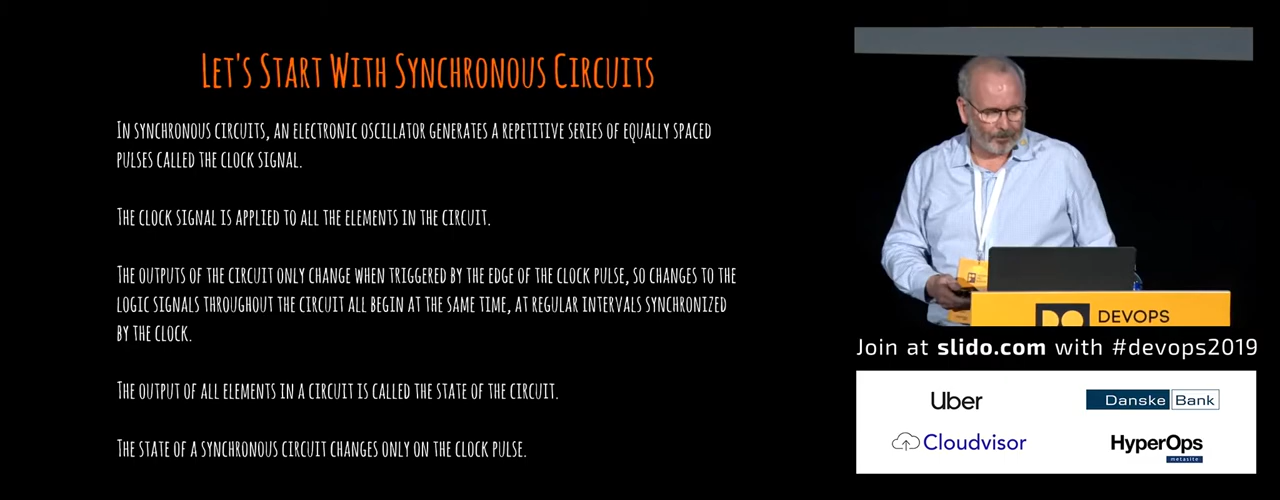 Let's Start With Synchronous Circuits
In synchronous circuits, an electronic oscillator generates a repetitive series of equally spaced
pulses called the clock signal.
The clock signal is applied to all the elements in the circuit.
The outputs of the circuit only change when triggered by the edge of the clock pulse, so changes to the
logic signals throughout the circuit all begin at the same time, at regular intervals synchronized
by the clock.
The output of all elements in a circuit is called the state of the circuit.
The state of a synchronous circuit changes only on the clock pulse.
DEVOPS
Join at slido.com with #devops2019
Uber
Danske Bank
Cloudvisor
HyperOps
metasite